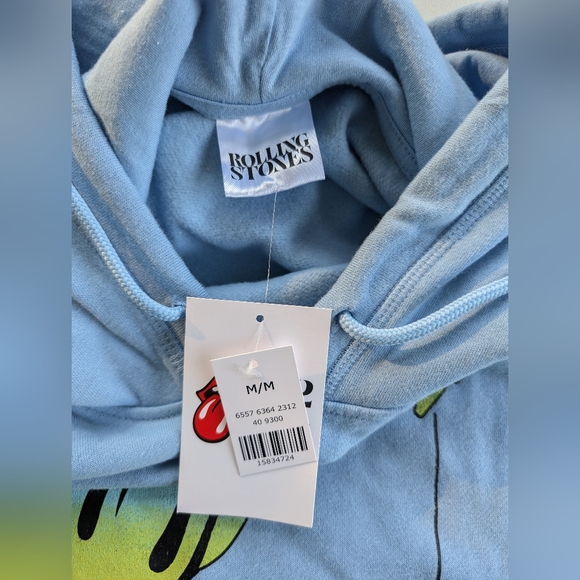 ROLLING
STONES
M/M
6557 6364 2312
40 9300
15834724